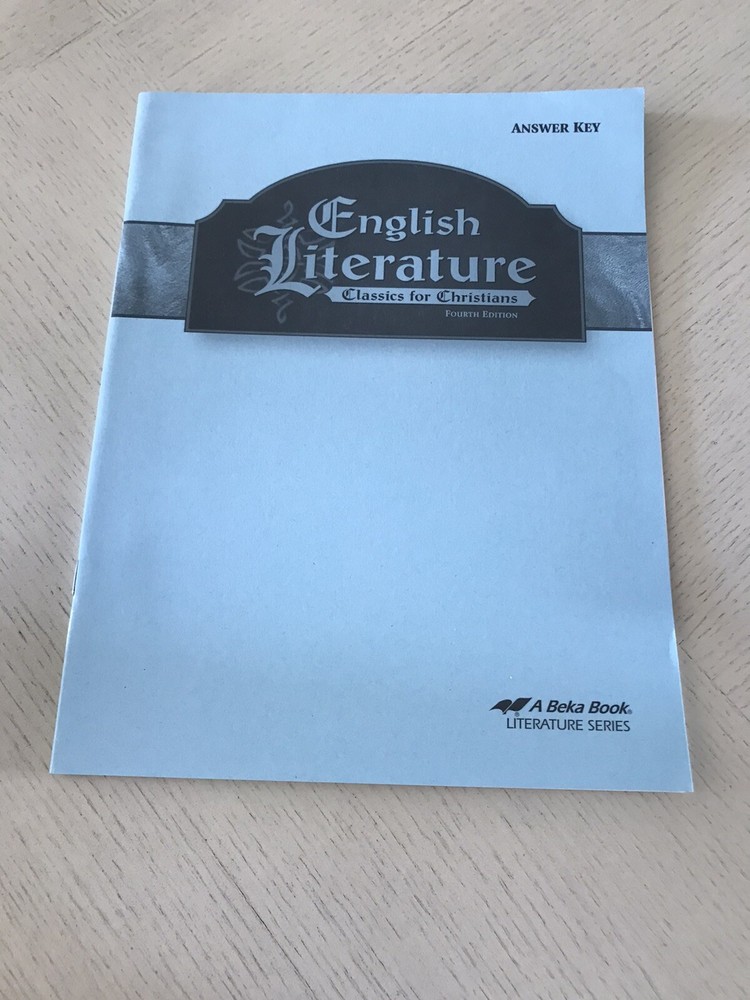 ANSWER KEY
English
Literature
Classics for Christians
FOURTH EDITION
A BEKA BOOK®
LITERATURE SERIES